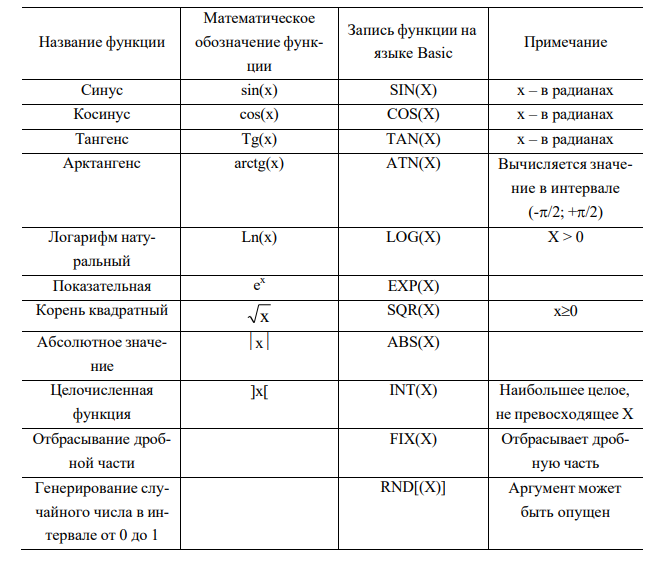 Название функции
Математическое
обозначение функ-
ции
Запись функции на
языке Basic
Примечание
Синус
sin(x)
SIN(X)
x – в радианах
Косинус
cos(x)
COS(X)
x – в радианах
Тангенс
Tg(x)
TAN(X)
x – в радианах
Арктангенс
arctg(x)
ATN(X)
Вычисляется значе-
ние в интервале
(-π/2; +π/2)
Логарифм нату-
ральный
Ln(x)
LOG(X)
X > 0
Показательная
eˣ
EXP(X)
Корень квадратный
√x
SQR(X)
x≥0
Абсолютное значе-
ние
|x|
ABS(X)
Целочисленная
функция
]x[
INT(X)
Наибольшее целое,
не превосходящее X
Отбрасывание дроб-
ной части
FIX(X)
Отбрасывает дроб-
ную часть
Генерирование слу-
чайного числа в ин-
тервале от 0 до 1
RND[(X)]
Аргумент может
быть опущен